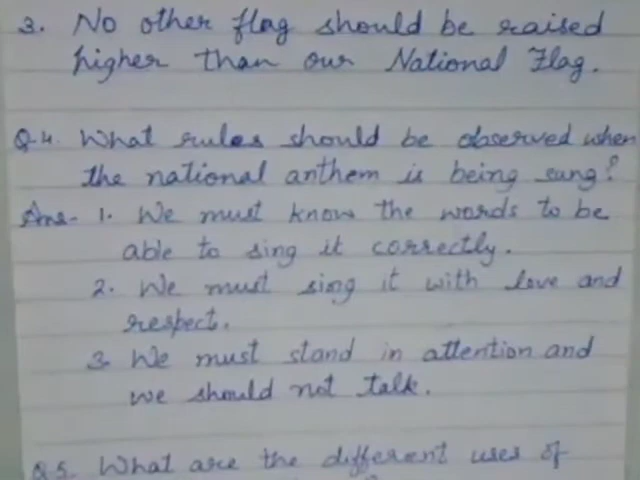 3. No other flag should be raised
higher than our National Flag.
Q.4. What rules should be observed when
the national anthem is being sung?
Ans- 1. We must know the words to be
able to sing it correctly.
2. We must sing it with love and
respect.
3 We must stand in attention and
we should not talk.
Q.5. What are the different uses of